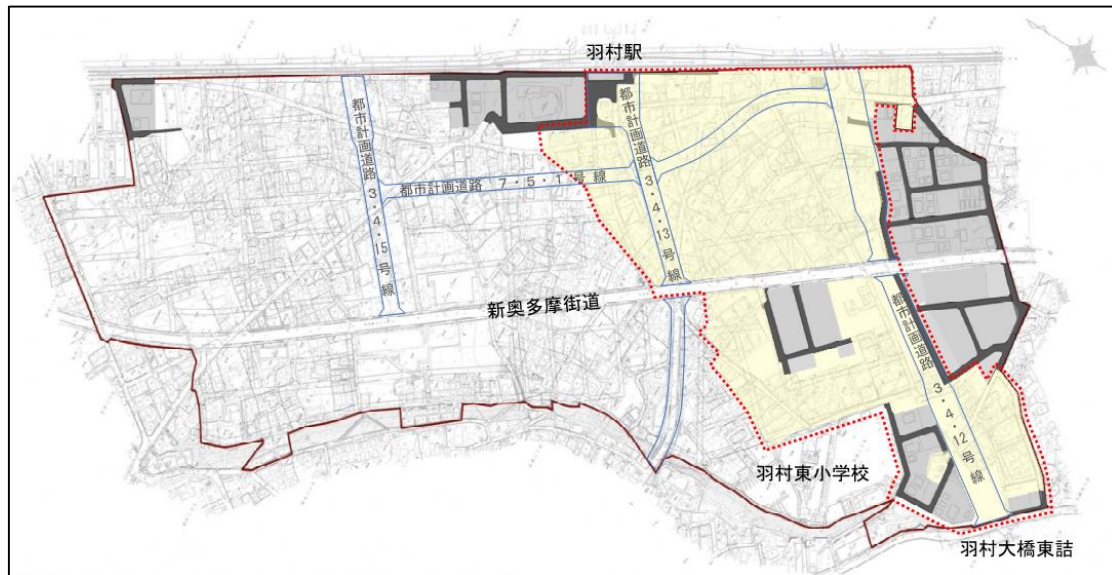 羽村駅
都市計画道路 3・4・15号線
都市計画道路 3・4・13号線
都市計画道路 7・5・1号線
新奥多摩街道
都市計画道路 3・4・12号線
羽村東小学校
羽村大橋東詰